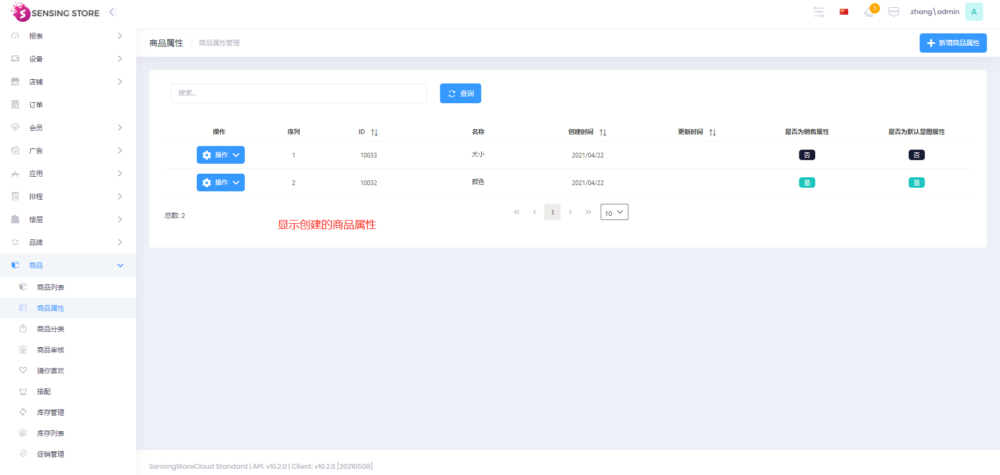 SENSING STORE
1
zhang\admin
A
报表
设备
店铺
订单
会员
广告
应用
排程
楼层
品牌
商品
商品列表
商品属性
商品分类
商品审核
猜你喜欢
搭配
库存管理
库存列表
促销管理
商品属性 商品属性管理
新增商品属性
搜索...
查询
操作 序列 ID 名称 创建时间 更新时间 是否为销售属性 是否为默认显图属性
操作 1 10033 大小 2021/04/22 否 否
操作 2 10032 颜色 2021/04/22 是 是
总数: 2
1
10
显示创建的商品属性
SensingStoreCloud Standard | API: v10.2.0 | Client: v10.2.0 [20210508]